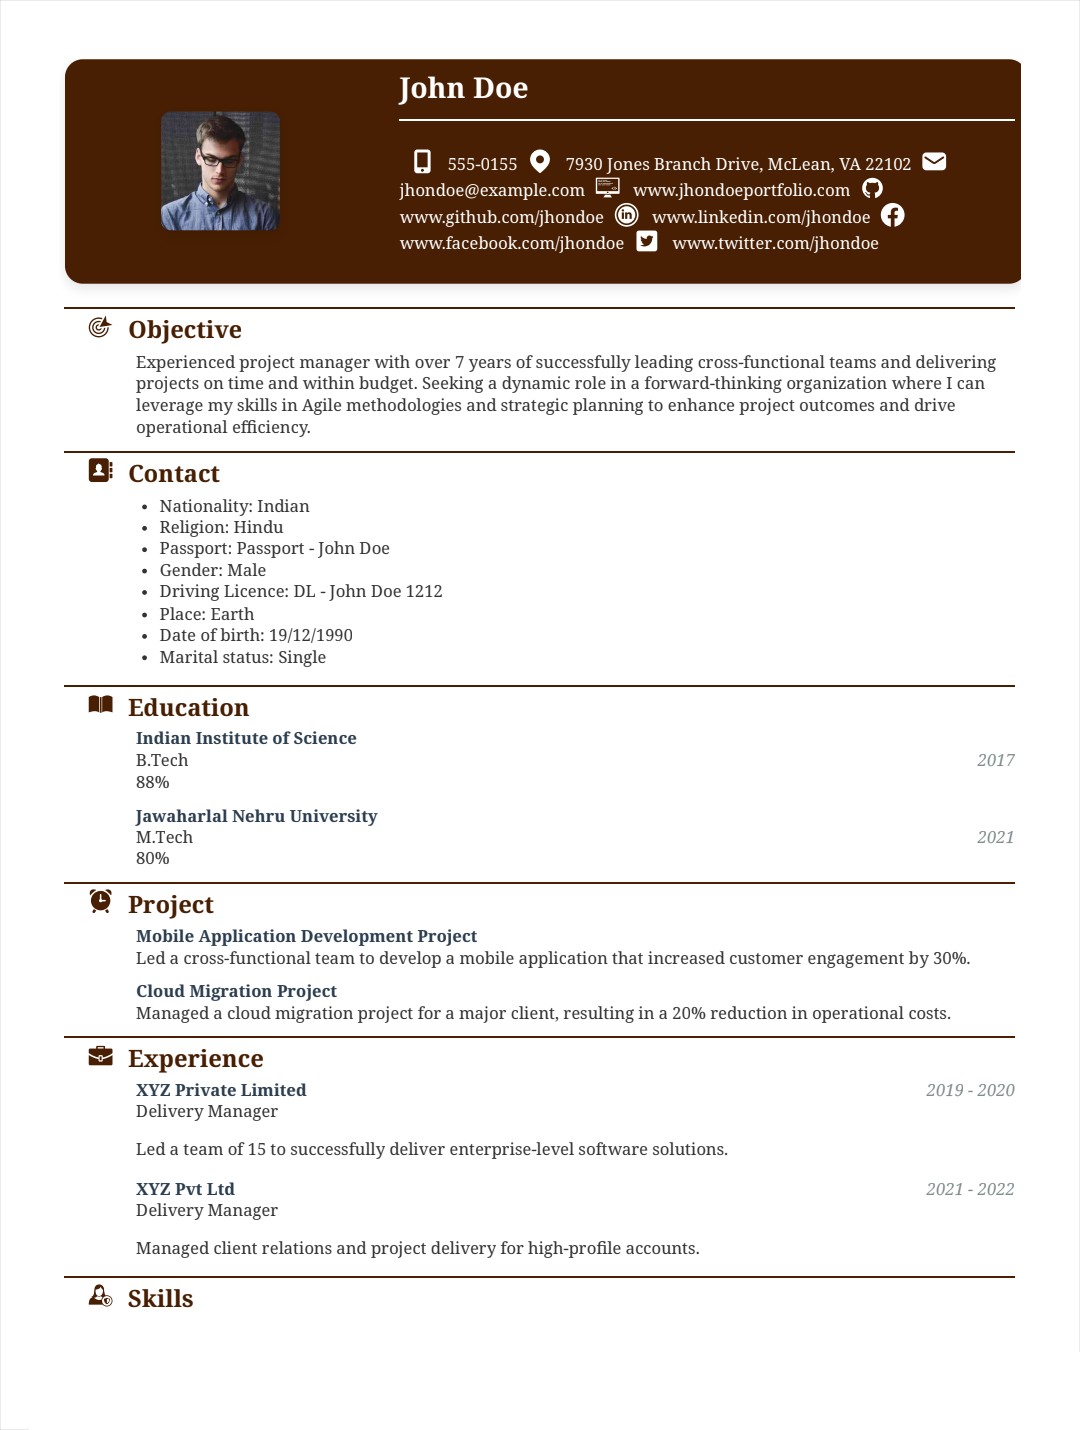 John Doe
555-0155 7930 Jones Branch Drive, McLean, VA 22102
jhondoe@example.com www.jhondoeportfolio.com
www.github.com/jhondoe www.linkedin.com/jhondoe
www.facebook.com/jhondoe www.twitter.com/jhondoe
Objective
Experienced project manager with over 7 years of successfully leading cross-functional teams and delivering
projects on time and within budget. Seeking a dynamic role in a forward-thinking organization where I can
leverage my skills in Agile methodologies and strategic planning to enhance project outcomes and drive
operational efficiency.
Contact
• Nationality: Indian
• Religion: Hindu
• Passport: Passport - John Doe
• Gender: Male
• Driving Licence: DL - John Doe 1212
• Place: Earth
• Date of birth: 19/12/1990
• Marital status: Single
Education
Indian Institute of Science
B.Tech 2017
88%
Jawaharlal Nehru University
M.Tech 2021
80%
Project
Mobile Application Development Project
Led a cross-functional team to develop a mobile application that increased customer engagement by 30%.
Cloud Migration Project
Managed a cloud migration project for a major client, resulting in a 20% reduction in operational costs.
Experience
XYZ Private Limited 2019 - 2020
Delivery Manager
Led a team of 15 to successfully deliver enterprise-level software solutions.
XYZ Pvt Ltd 2021 - 2022
Delivery Manager
Managed client relations and project delivery for high-profile accounts.
Skills